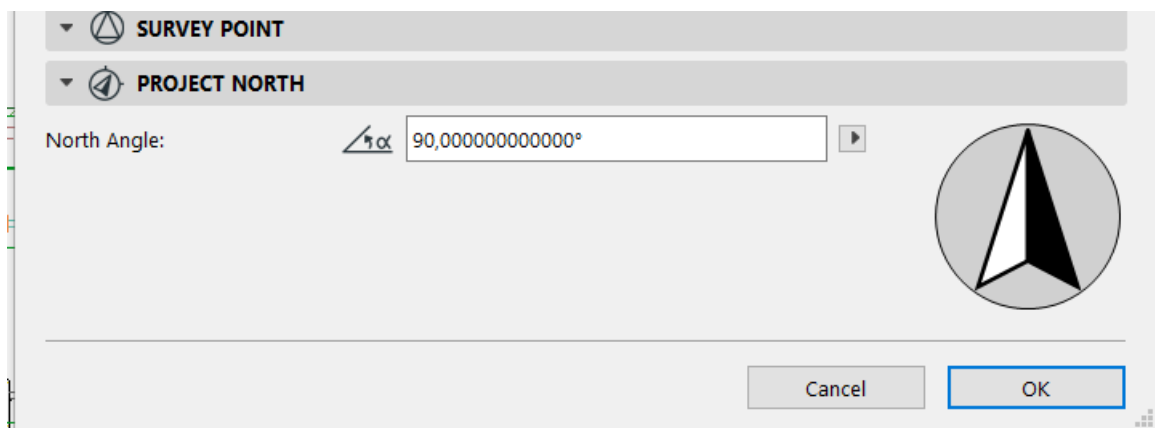 SURVEY POINT
PROJECT NORTH
North Angle:
α 90,000000000000°
Cancel
OK